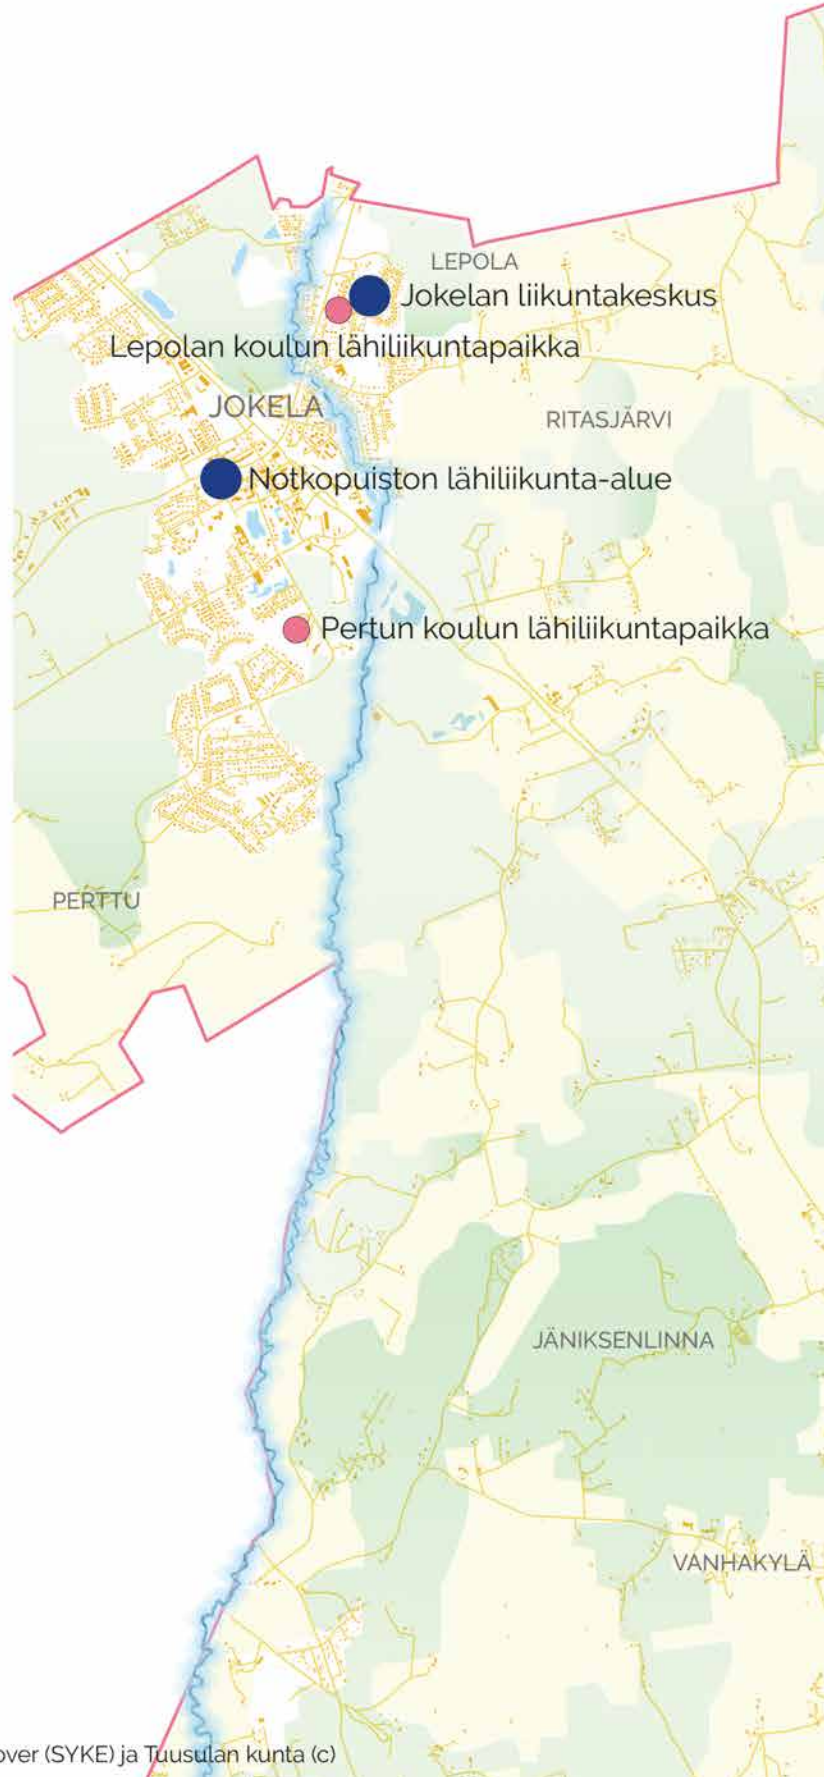 LEPOLA
Jokelan liikuntakeskus
Lepolan koulun lähiliikuntapaikka
JOKELA
RITASJÄRVI
Notkopuiston lähiliikunta-alue
Pertun koulun lähiliikuntapaikka
PERTTU
JÄNIKSENLINNA
VANHAKYLÄ
over (SYKE) ja Tuusulan kunta (c)